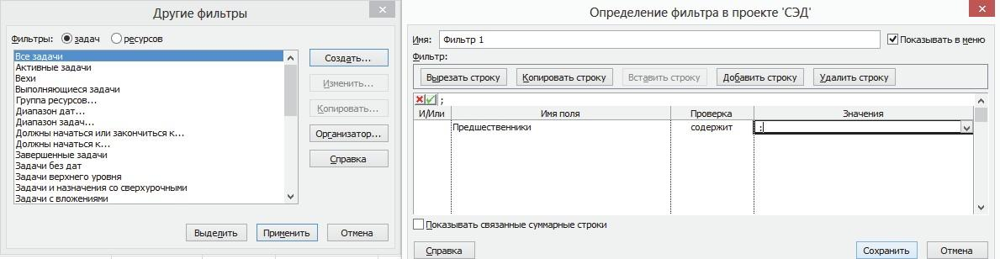 Другие фильтры
Фильтры: задач ресурсов
Все задачи
Активные задачи
Вехи
Выполняющиеся задачи
Группа ресурсов...
Диапазон дат...
Диапазон задач...
Должны начаться или закончиться к...
Должны начаться к...
Завершенные задачи
Задачи без дат
Задачи верхнего уровня
Задачи и назначения со сверхурочными
Задачи с вложениями
Создать...
Изменить...
Копировать...
Организатор...
Справка
Выделить Применить Отмена
Определение фильтра в проекте 'СЭД'
Имя: Фильтр 1 Показывать в меню
Фильтр:
Вырезать строку Копировать строку Вставить строку Добавить строку Удалить строку
;
И/Или Имя поля Проверка Значения
Предшественники содержит ;
Показывать связанные суммарные строки
Справка Сохранить Отмена